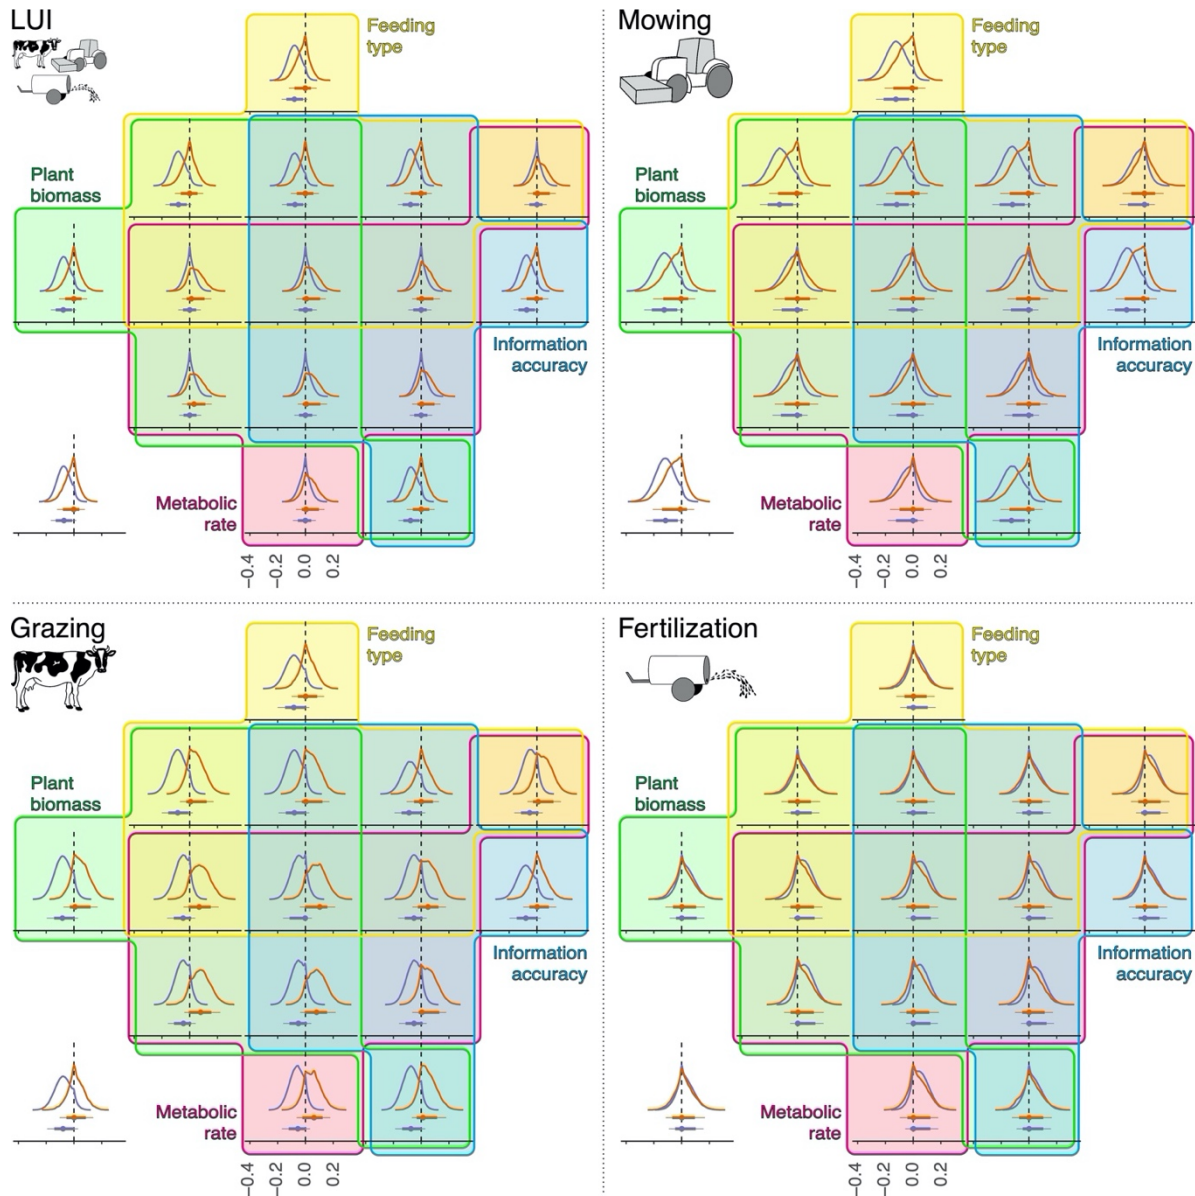 LUI
Feeding
type
Plant
biomass
Information
accuracy
Metabolic
rate
−0.4
−0.2
0.0
0.2
Mowing
Feeding
type
Plant
biomass
Information
accuracy
Metabolic
rate
−0.4
−0.2
0.0
0.2
Grazing
Feeding
type
Plant
biomass
Information
accuracy
Metabolic
rate
−0.4
−0.2
0.0
0.2
Fertilization
Feeding
type
Plant
biomass
Information
accuracy
Metabolic
rate
−0.4
−0.2
0.0
0.2